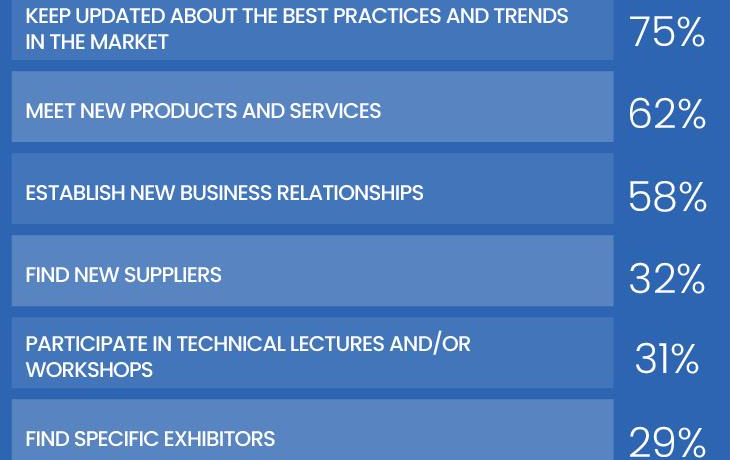 KEEP UPDATED ABOUT THE BEST PRACTICES AND TRENDS
IN THE MARKET
75%
MEET NEW PRODUCTS AND SERVICES
62%
ESTABLISH NEW BUSINESS RELATIONSHIPS
58%
FIND NEW SUPPLIERS
32%
PARTICIPATE IN TECHNICAL LECTURES AND/OR
WORKSHOPS
31%
FIND SPECIFIC EXHIBITORS
29%